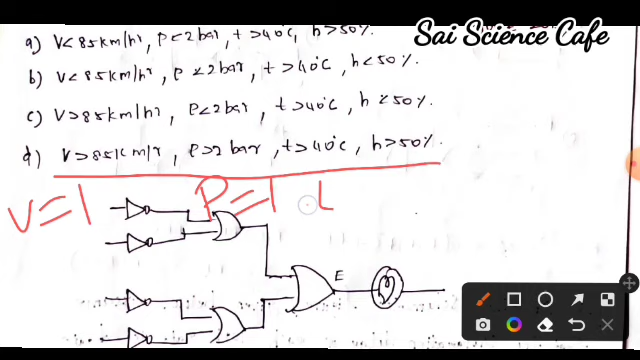 a) V<85km/hr, P<2bar, t>40°C, h>50%.
Sai Science Cafe
b) V<85km/hr, P<2bar, t>40°C, h<50%.
c) V>85km/hr, P<2bar, t>40°C, h<50%.
d) V>85km/r, P>2bar, t>40°C, h>50%.
V=1 P=1
E